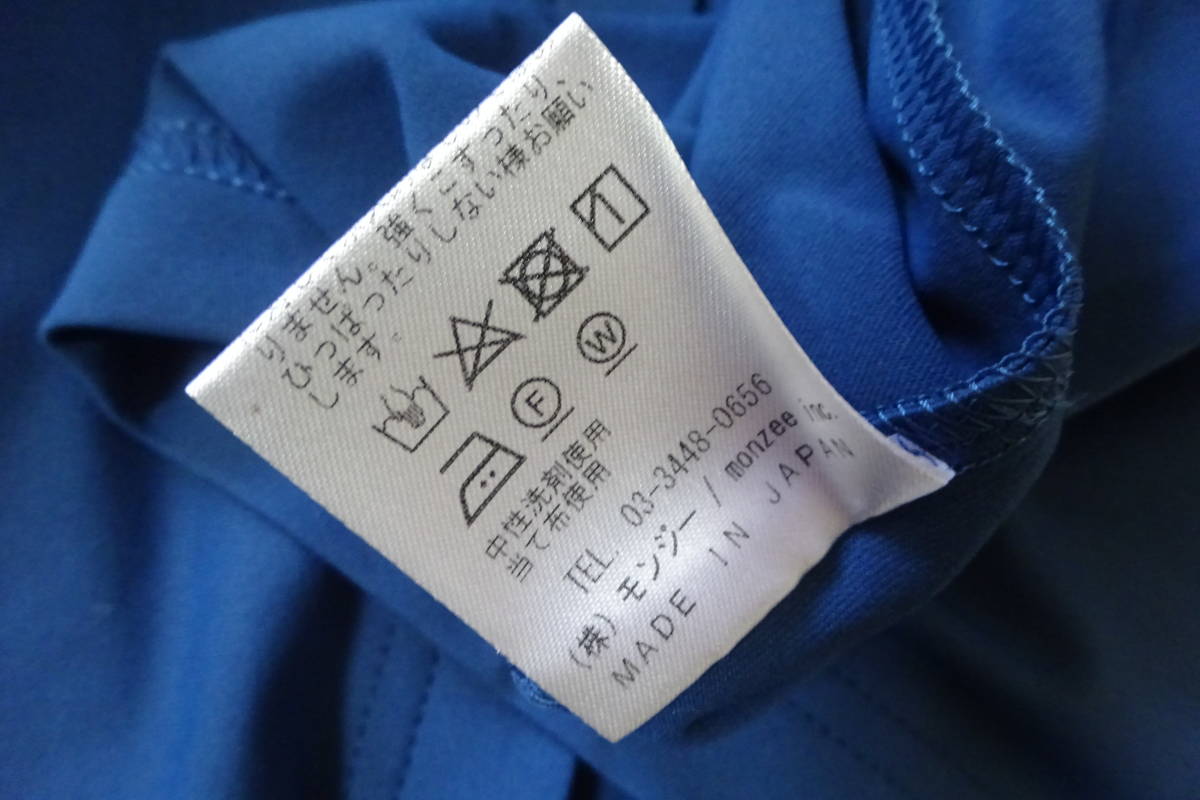 りません。強くこすったり、
ひっぱったりしない様お願い
します。
F
W
中性洗剤使用
当て布使用
TEL. 03-3448-0656
(株) モンジー / monzee inc.
MADE IN JAPAN